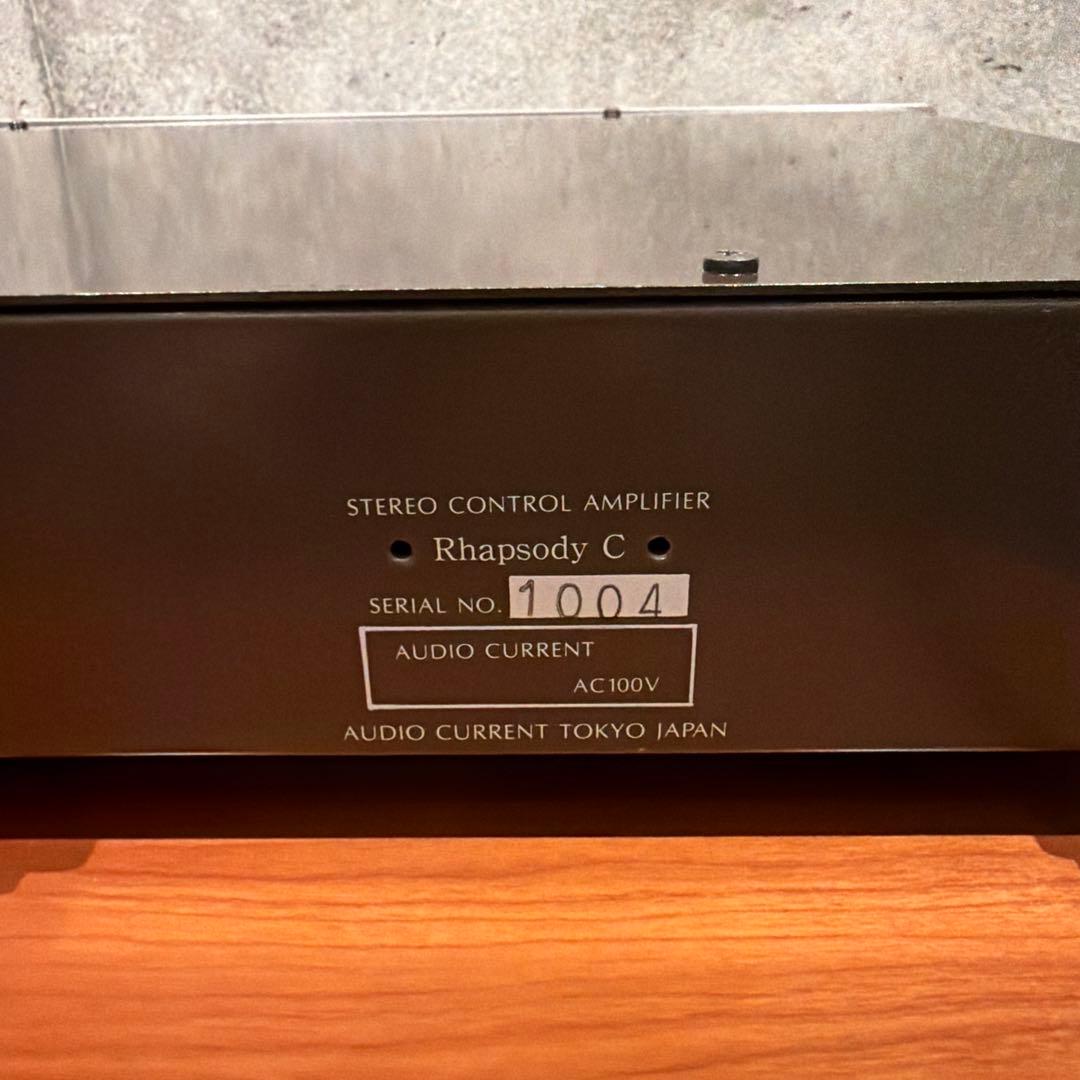 STEREO CONTROL AMPLIFIER
Rhapsody C
SERIAL NO. 1004
AUDIO CURRENT
AC100V
AUDIO CURRENT TOKYO JAPAN